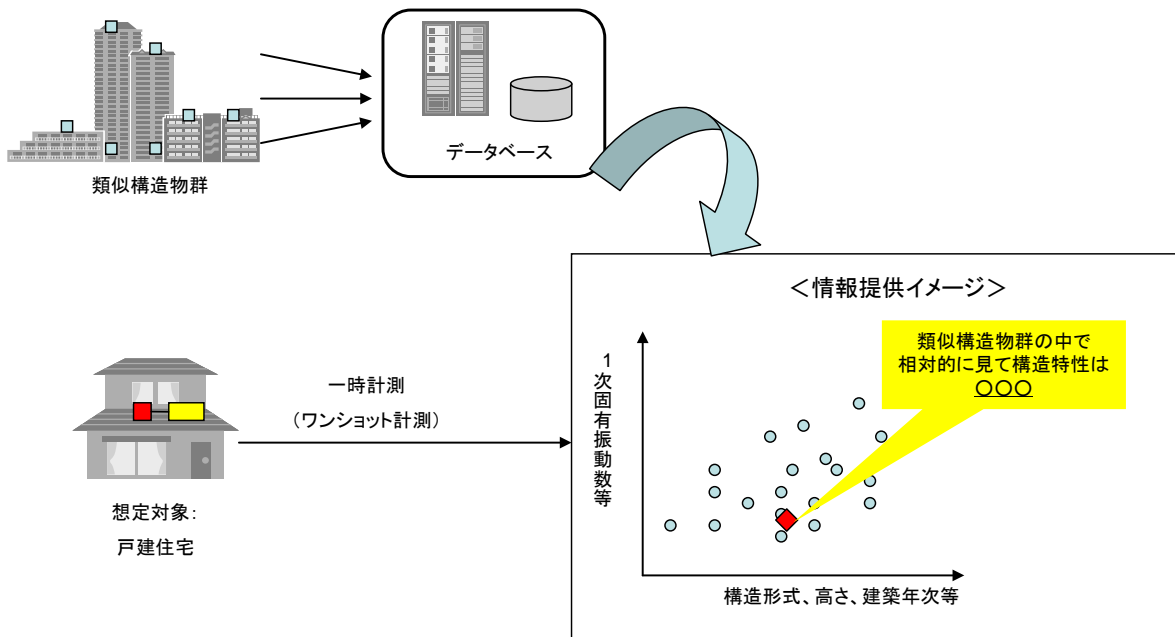 データベース
類似構造物群
＜情報提供イメージ＞
類似構造物群の中で
相対的に見て構造特性は
〇〇〇
1次固有振動数等
一時計測
（ワンショット計測）
想定対象：
戸建住宅
構造形式、高さ、建築年次等